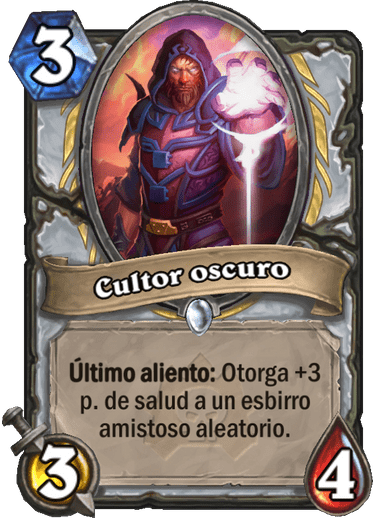 3
Cultor oscuro
Último aliento: Otorga +3
p. de salud a un esbirro
amistoso aleatorio.
3
4